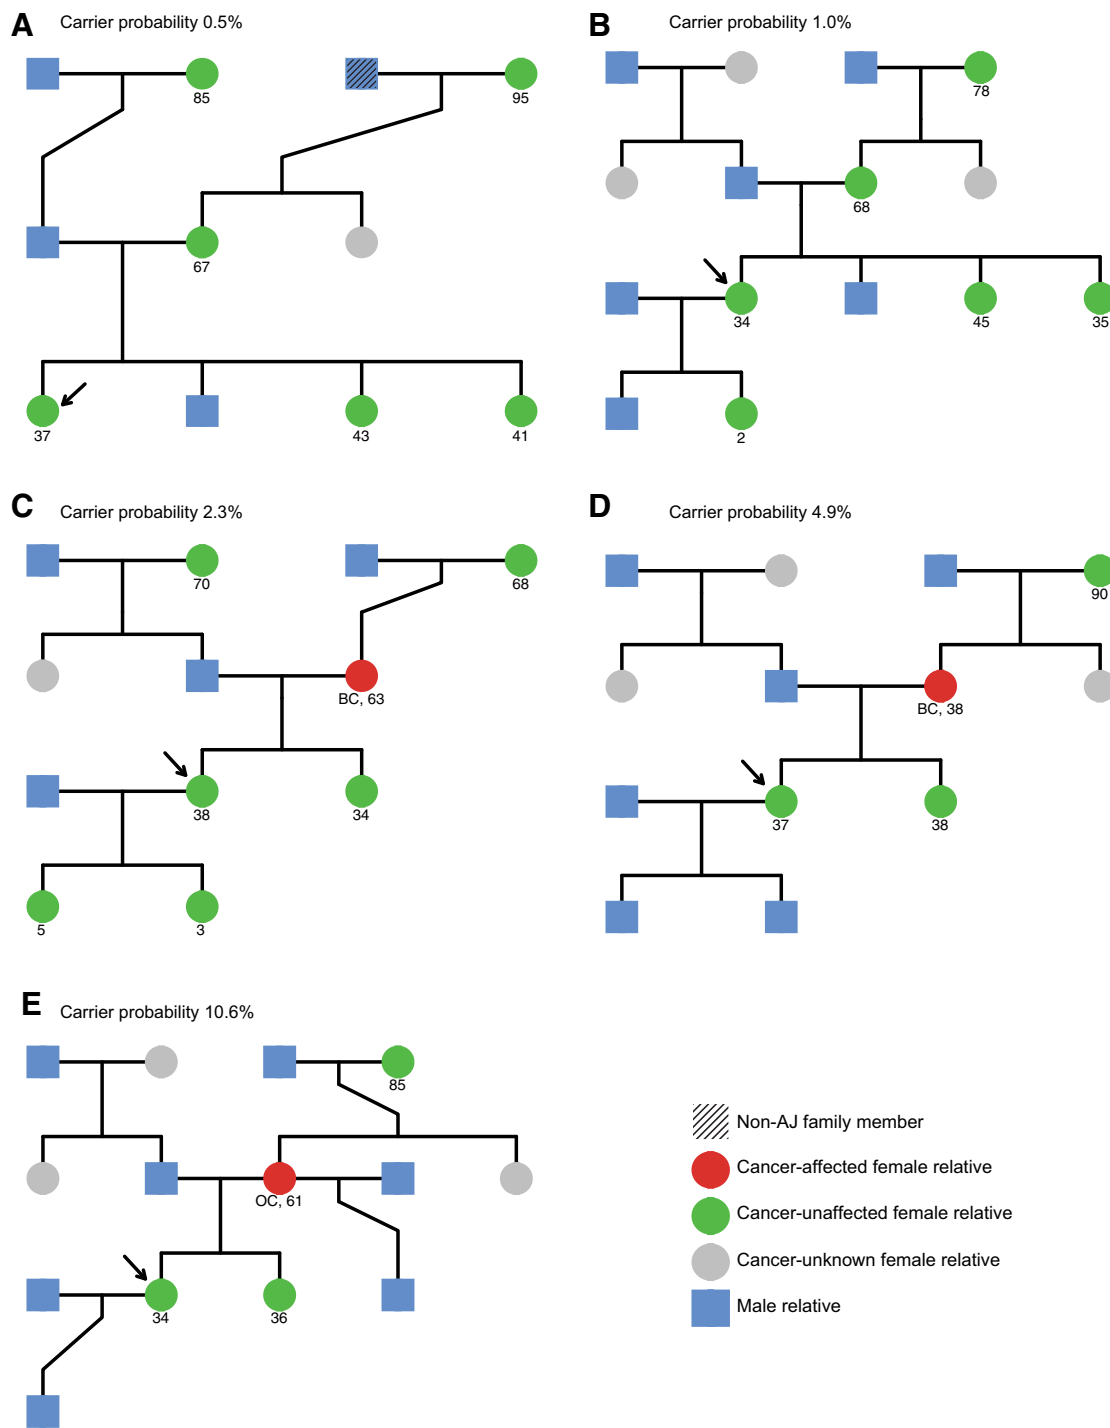 A Carrier probability 0.5%
85
95
67
37
43
41
B Carrier probability 1.0%
78
68
34
45
35
2
C Carrier probability 2.3%
70
68
BC, 63
38
34
5
3
D Carrier probability 4.9%
90
BC, 38
37
38
E Carrier probability 10.6%
85
OC, 61
34
36
Non-AJ family member
Cancer-affected female relative
Cancer-unaffected female relative
Cancer-unknown female relative
Male relative